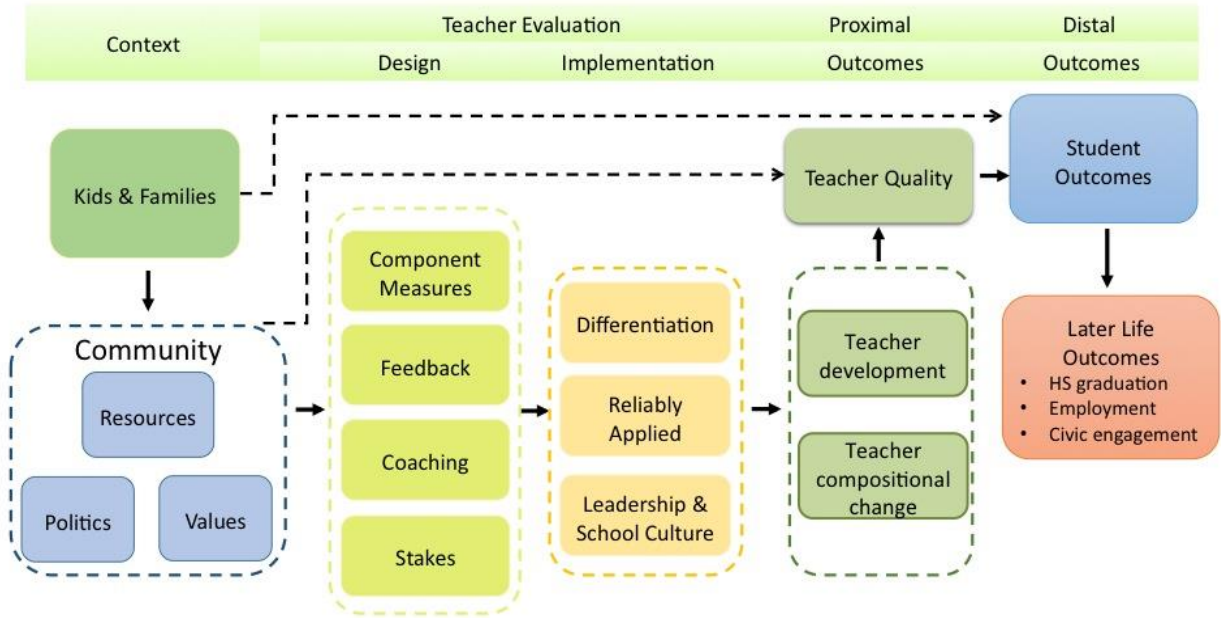 Context
Teacher Evaluation
Proximal
Distal
Design
Implementation
Outcomes
Outcomes
Kids & Families
Community
Resources
Politics
Values
Component
Measures
Feedback
Coaching
Stakes
Differentiation
Reliably
Applied
Leadership &
School Culture
Teacher Quality
Teacher
development
Teacher
compositional
change
Student
Outcomes
Later Life
Outcomes
• HS graduation
• Employment
• Civic engagement